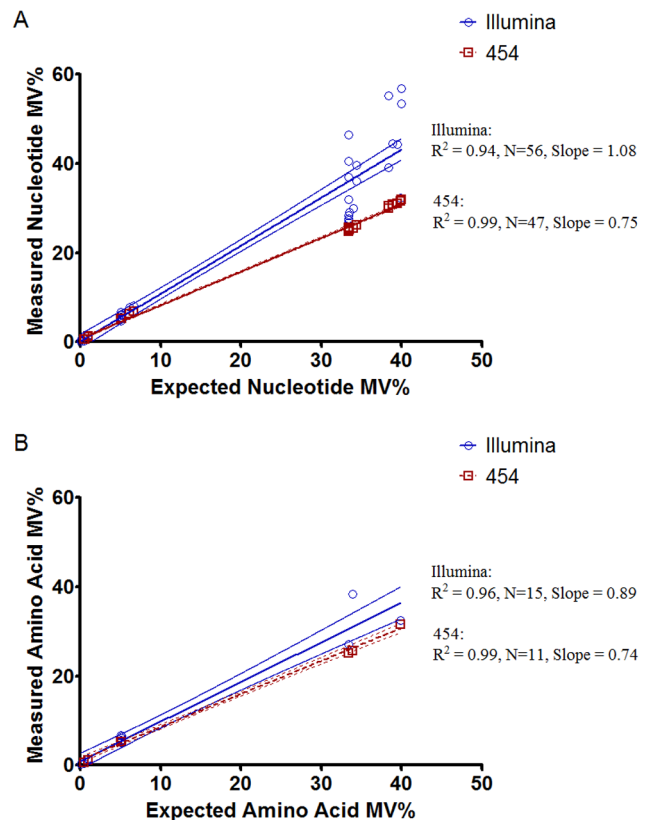 A
Illumina
454
60
40
20
0
Measured Nucleotide MV%
Illumina:
R² = 0.94, N=56, Slope = 1.08
454:
R² = 0.99, N=47, Slope = 0.75
0 10 20 30 40 50
Expected Nucleotide MV%
B
Illumina
454
60
40
20
0
Measured Amino Acid MV%
Illumina:
R² = 0.96, N=15, Slope = 0.89
454:
R² = 0.99, N=11, Slope = 0.74
0 10 20 30 40 50
Expected Amino Acid MV%